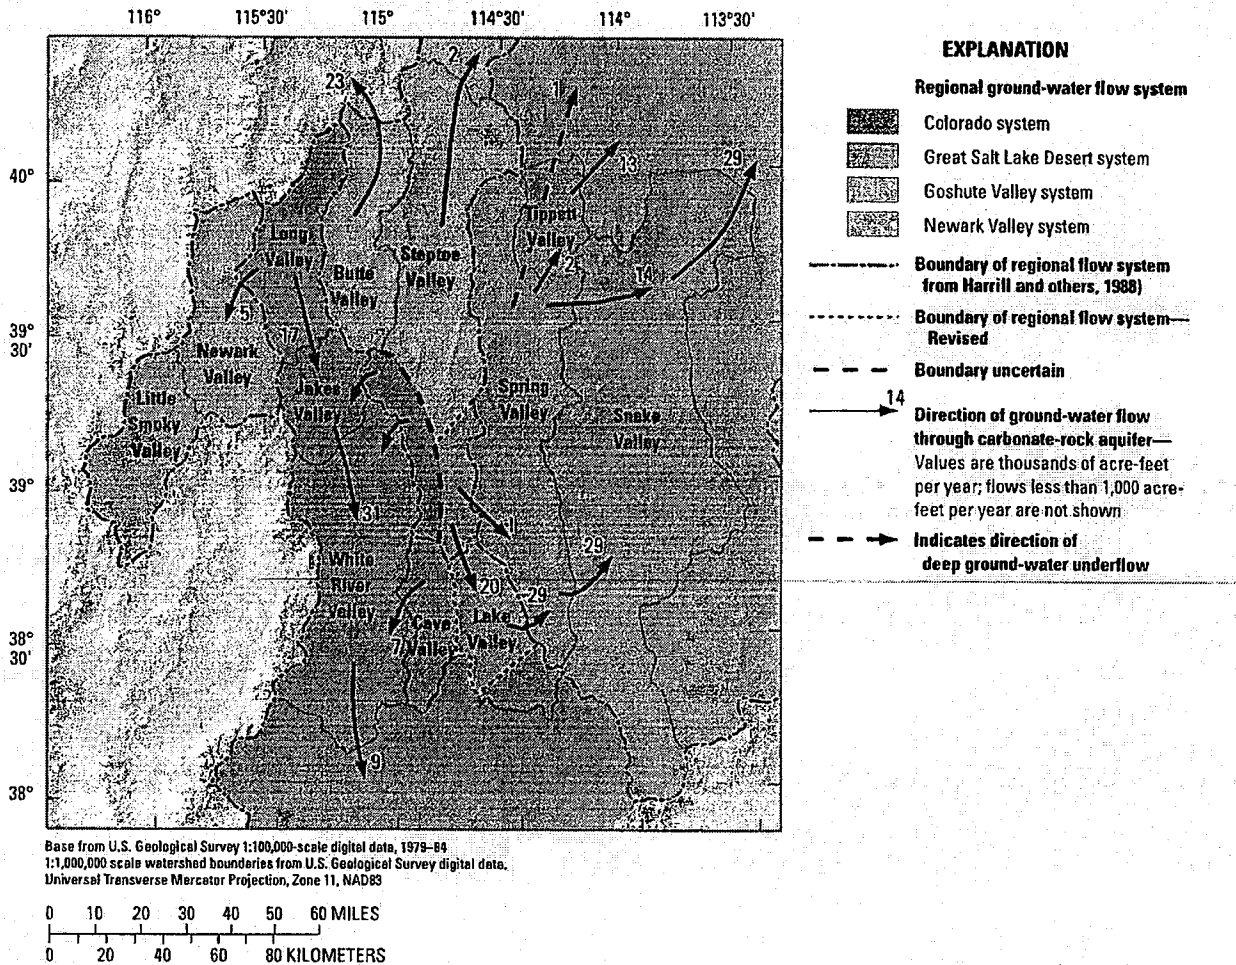 116° 115°30' 115° 114°30' 114° 113°30'
40°
39°
30'
39°
38°
30'
38°
23
2
1
13
29
Long
Valley
Butte
Valley
Steptoe
Valley
Tippett
Valley
2
14
5
17
Newark
Valley
Little
Smoky
Valley
Jakes
Valley
Spring
Valley
Snake
Valley
31
1
29
White
River
Valley
20
29
7
Cave
Valley
Lake
Valley
9
EXPLANATION
Regional ground-water flow system
Colorado system
Great Salt Lake Desert system
Goshute Valley system
Newark Valley system
Boundary of regional flow system
from Harrill and others, 1988)
Boundary of regional flow system—
Revised
Boundary uncertain
14
Direction of ground-water flow
through carbonate-rock aquifer—
Values are thousands of acre-feet
per year; flows less than 1,000 acre-
feet per year are not shown
Indicates direction of
deep ground-water underflow
Base from U.S. Geological Survey 1:100,000-scale digital data, 1979–84
1:1,000,000 scale watershed boundaries from U.S. Geological Survey digital data.
Universal Transverse Mercator Projection, Zone 11, NAD83
0 10 20 30 40 50 60 MILES
0 20 40 60 80 KILOMETERS